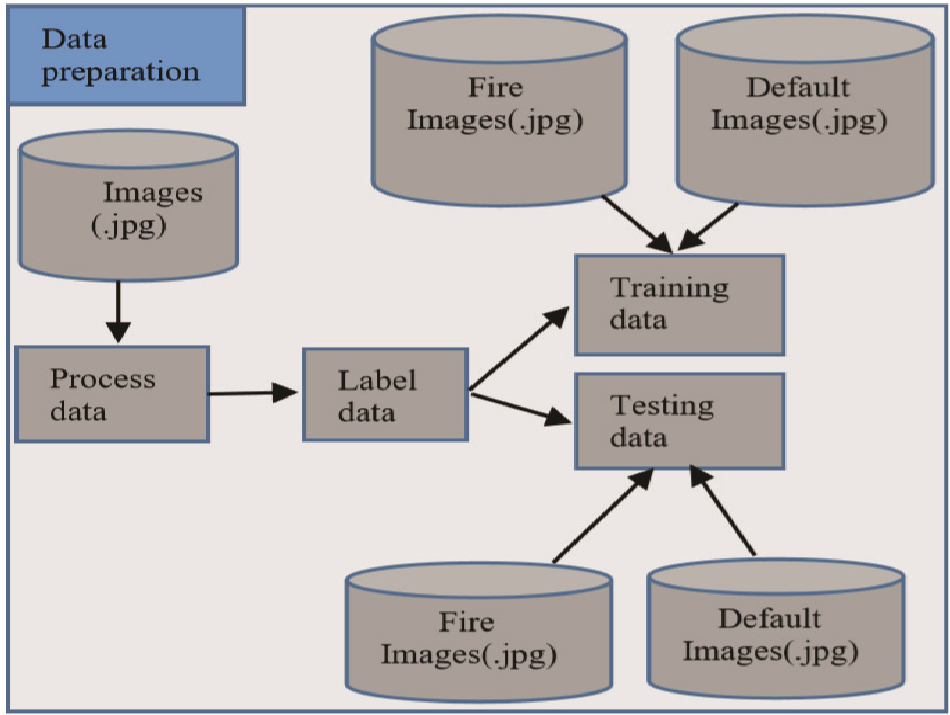 Data
preparation
Fire
Images(.jpg)
Default
Images(.jpg)
Images
(.jpg)
Training
data
Process
data
Label
data
Testing
data
Fire
Images(.jpg)
Default
Images(.jpg)